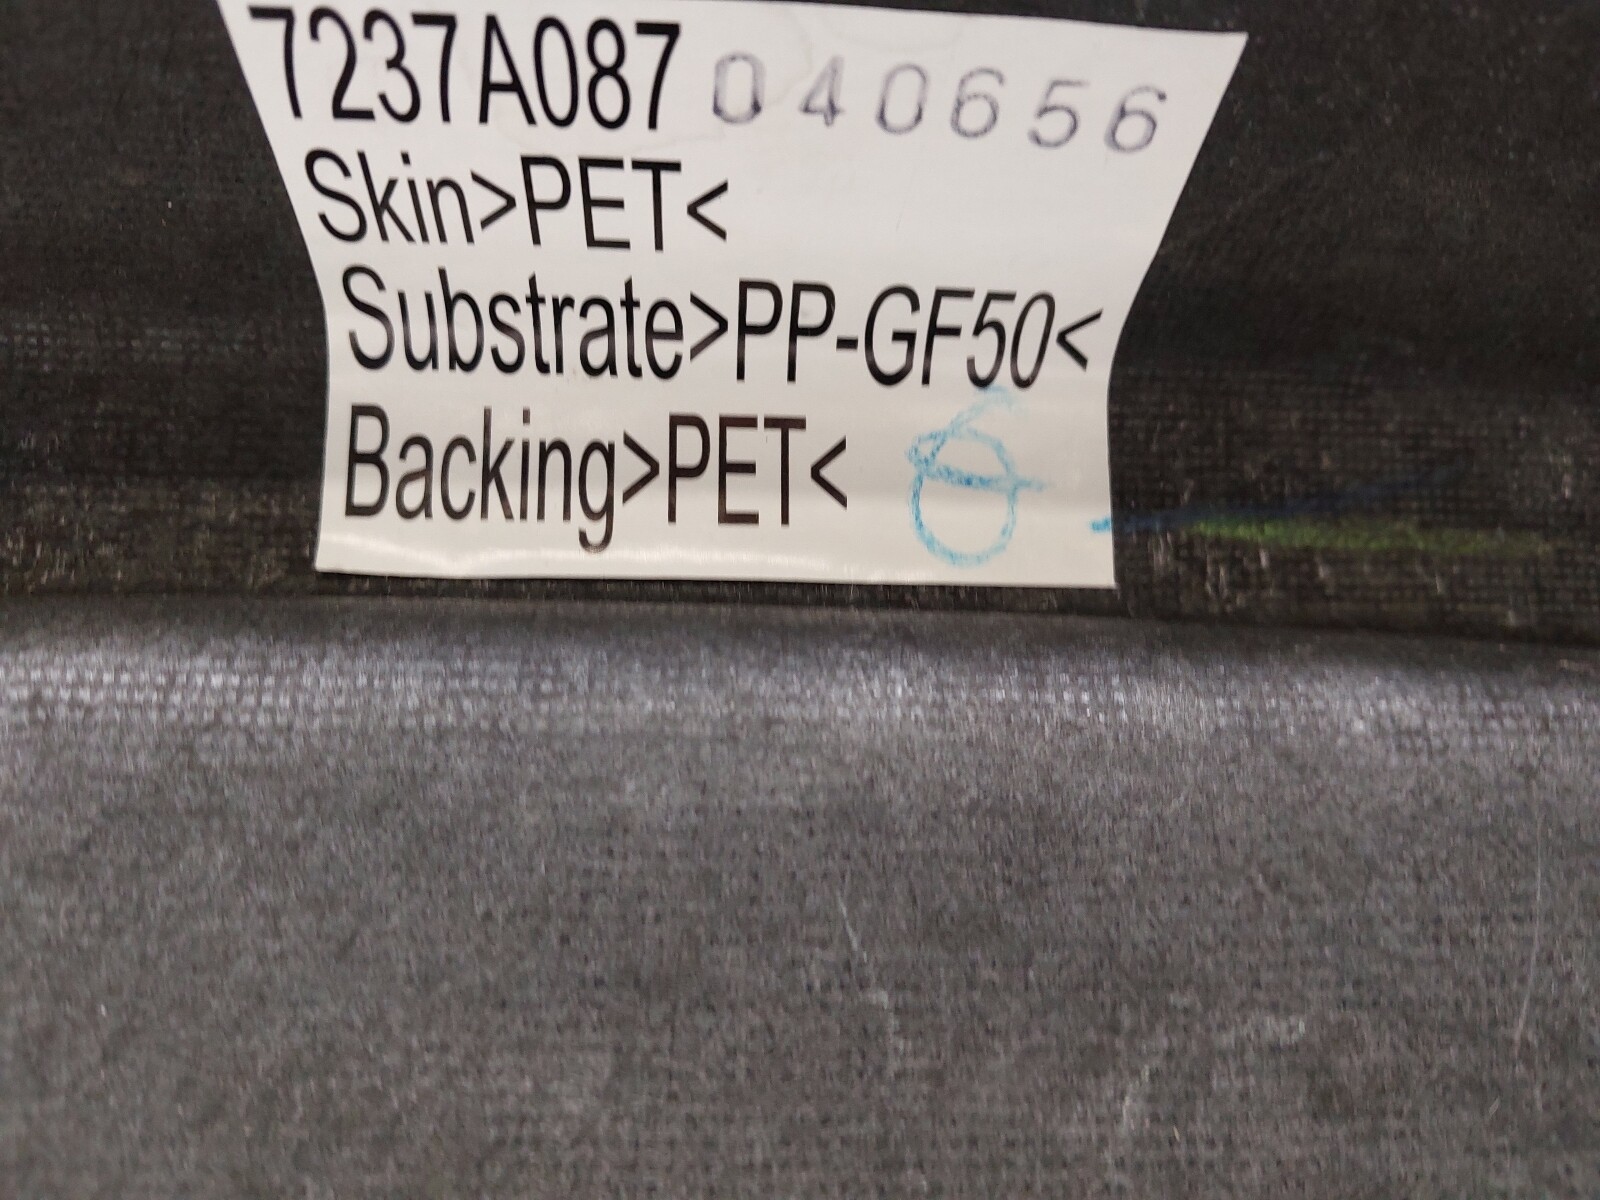 7237A087 040656
Skin>PET<
Substrate>PP-GF50<
Backing>PET<